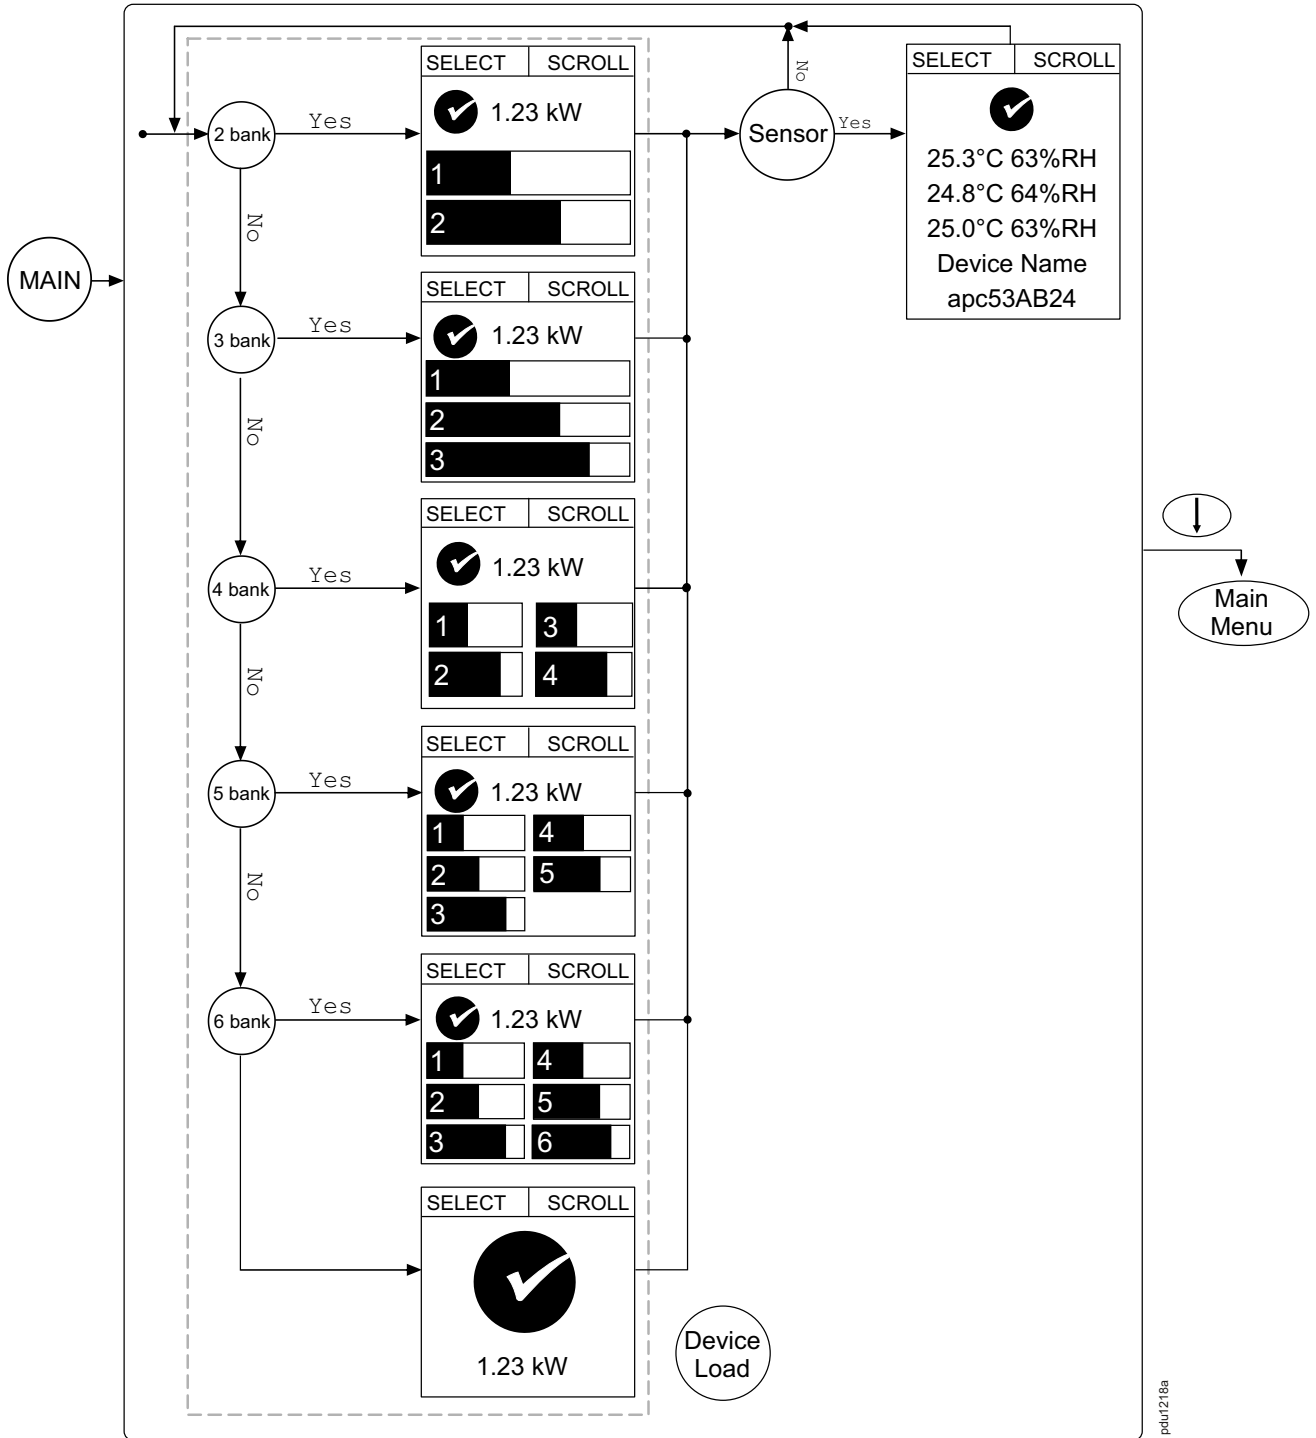 SELECT SCROLL
1.23 kW
1
2
2 bank
Yes
No
3 bank
Yes
SELECT SCROLL
1.23 kW
1
2
3
No
4 bank
Yes
SELECT SCROLL
1.23 kW
1 3
2 4
No
5 bank
Yes
SELECT SCROLL
1.23 kW
1 4
2 5
3
No
6 bank
Yes
SELECT SCROLL
1.23 kW
1 4
2 5
3 6
SELECT SCROLL
1.23 kW
MAIN
Sensor
No
Yes
SELECT SCROLL
25.3°C 63%RH
24.8°C 64%RH
25.0°C 63%RH
Device Name
apc53AB24
Main
Menu
Device
Load
pdu1218a